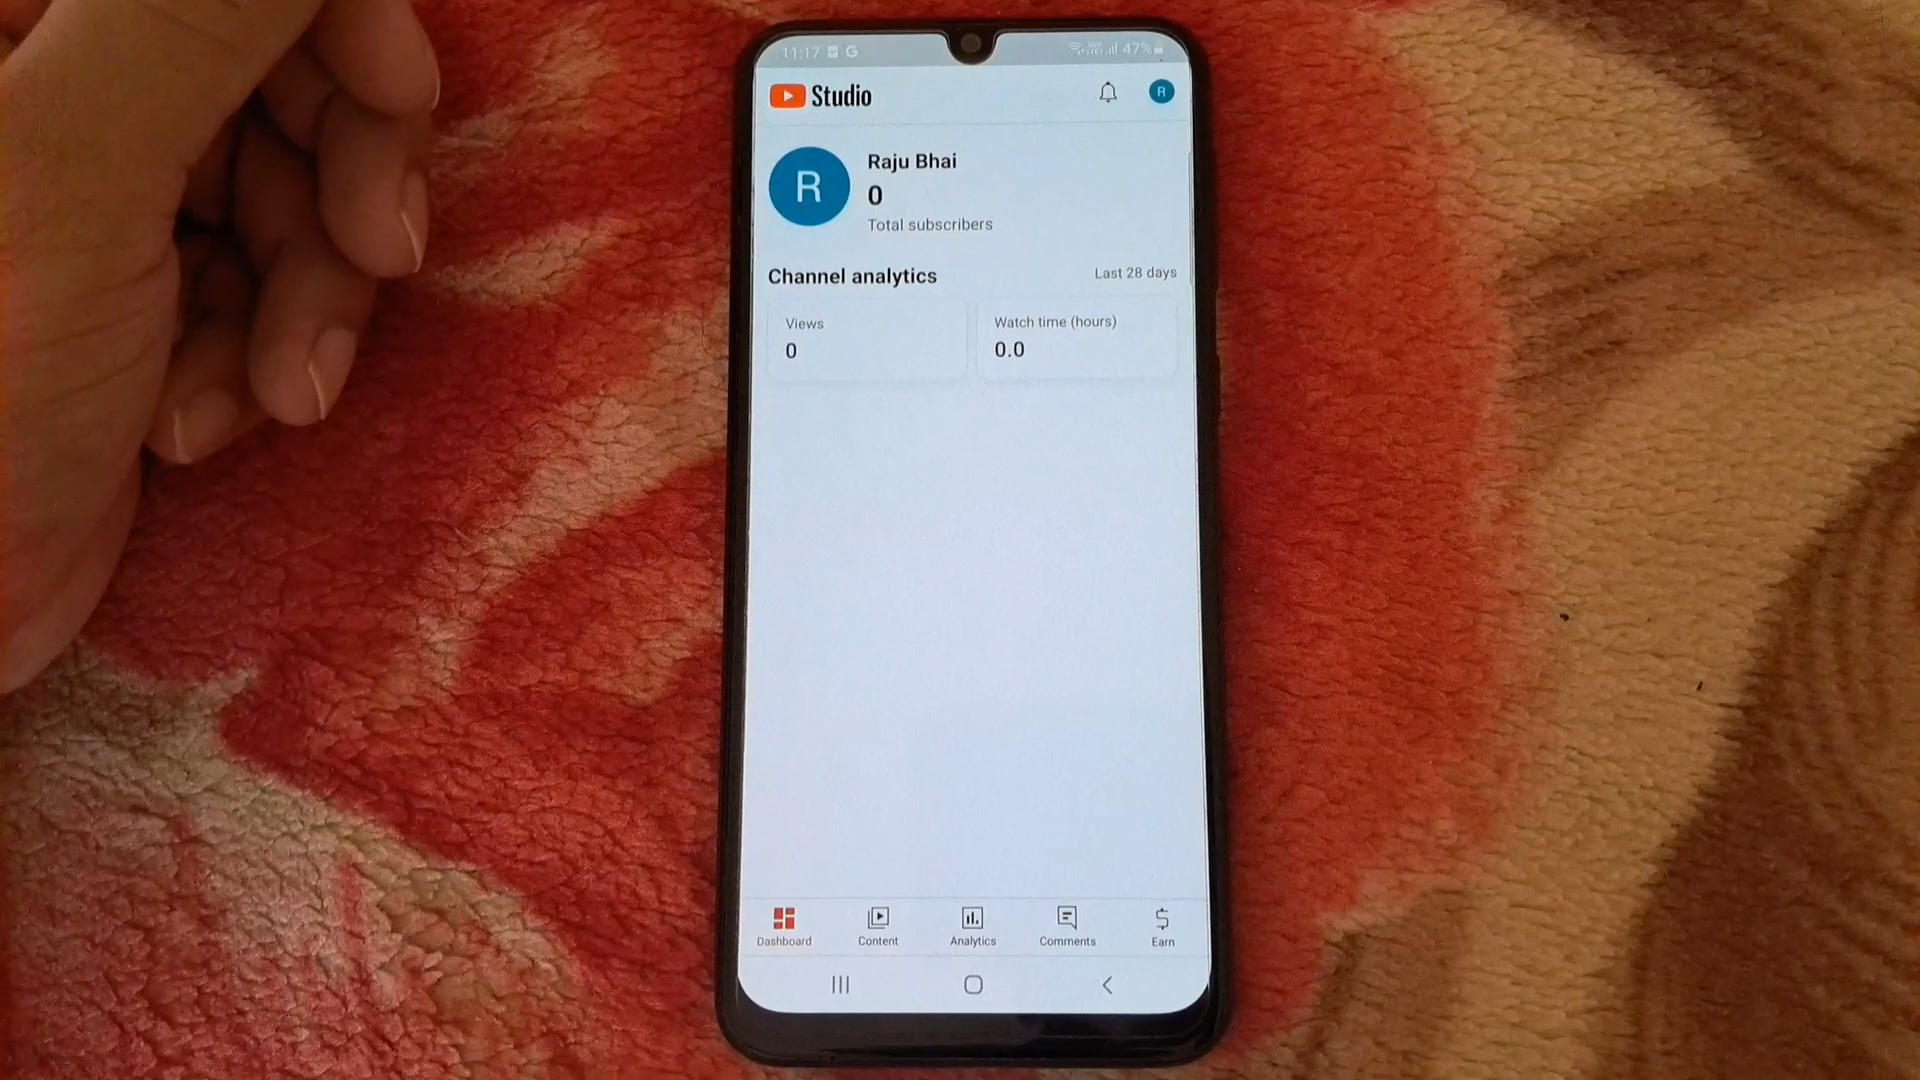 11:17 G 47%
Studio
R
R
Raju Bhai
0
Total subscribers
Channel analytics Last 28 days
Views
0
Watch time (hours)
0.0
Dashboard Content Analytics Comments Earn